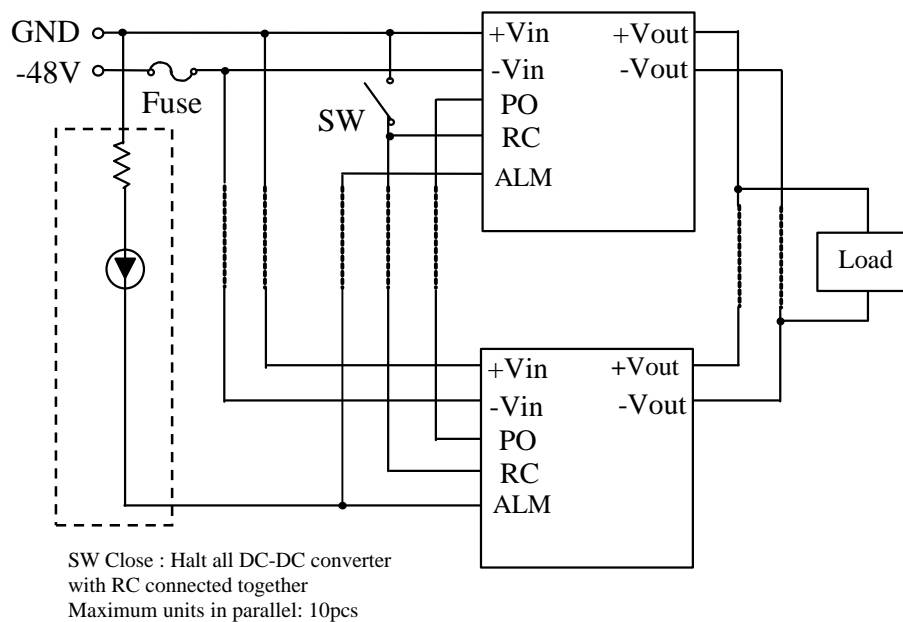 GND
-48V
Fuse
SW
+Vin
+Vout
-Vin
-Vout
PO
RC
ALM
Load
+Vin
+Vout
-Vin
-Vout
PO
RC
ALM
SW Close : Halt all DC-DC converter
with RC connected together
Maximum units in parallel: 10pcs